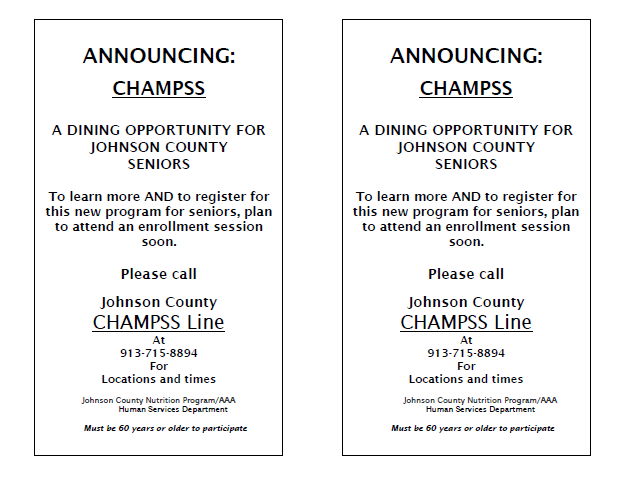 ANNOUNCING:
CHAMPSS
A DINING OPPORTUNITY FOR
JOHNSON COUNTY
SENIORS
To learn more AND to register for
this new program for seniors, plan
to attend an enrollment session
soon.
Please call
Johnson County
CHAMPSS Line
At
913-715-8894
For
Locations and times
Johnson County Nutrition Program/AAA
Human Services Department
Must be 60 years or older to participate
ANNOUNCING:
CHAMPSS
A DINING OPPORTUNITY FOR
JOHNSON COUNTY
SENIORS
To learn more AND to register for
this new program for seniors, plan
to attend an enrollment session
soon.
Please call
Johnson County
CHAMPSS Line
At
913-715-8894
For
Locations and times
Johnson County Nutrition Program/AAA
Human Services Department
Must be 60 years or older to participate